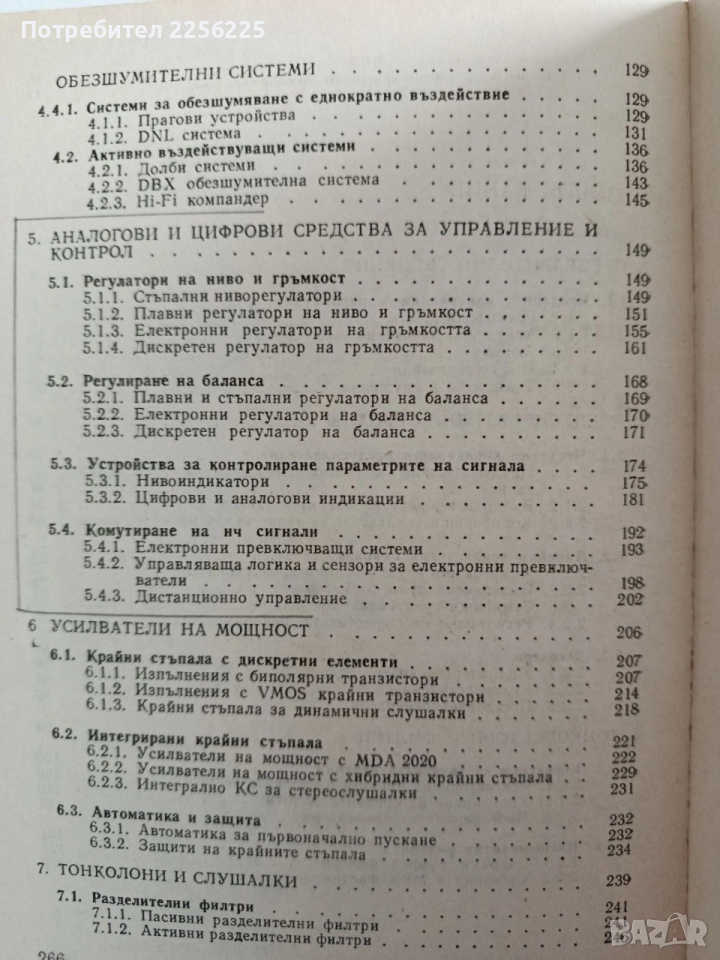 Потребител 2256225
ОБЕЗШУМИТЕЛНИ СИСТЕМИ . . . . . . . . . . . . . 129
4.4.1. Системи за обезшумяване с еднократно въздействие . . . . 129
4.1.1. Прагови устройства . . . . . . . . . . . . . 129
4.1.2. DNL система . . . . . . . . . . . . . . . 131
4.2. Активно въздействуващи системи . . . . . . . . . . . 136
4.2.1. Долби системи . . . . . . . . . . . . . . 136
4.2.2. DBX обезшумителна система . . . . . . . . . . 143
4.2.3. Hi-Fi компандер . . . . . . . . . . . . . . 145
5. АНАЛОГОВИ И ЦИФРОВИ СРЕДСТВА ЗА УПРАВЛЕНИЕ И
КОНТРОЛ . . . . . . . . . . . . . . . . . . 149
5.1. Регулатори на ниво и гръмкост . . . . . . . . . . . 149
5.1.1. Стъпални ниворегулатори . . . . . . . . . . . 149
5.1.2. Плавни регулатори на ниво и гръмкост . . . . . . 151
5.1.3. Електронни регулатори на гръмкостта . . . . . . 155
5.1.4. Дискретен регулатор на гръмкостта . . . . . . . . 161
5.2. Регулиране на баланса . . . . . . . . . . . . . . 168
5.2.1. Плавни и стъпални регулатори на баланса . . . . . 169
5.2.2. Електронни регулатори на баланса . . . . . . . . 170
5.2.3. Дискретен регулатор на баланса . . . . . . . . . 171
5.3. Устройства за контролиране параметрите на сигнала . . . . 174
5.3.1. Нивоиндикатори . . . . . . . . . . . . . . 175
5.3.2. Цифрови и аналогови индикации . . . . . . . . . 181
5.4. Комутиране на нч сигнали . . . . . . . . . . . . . 192
5.4.1. Електронни превключващи системи . . . . . . . . 193
5.4.2. Управляваща логика и сензори за електронни превключ-
ватели . . . . . . . . . . . . . . . . . 198
5.4.3. Дистанционно управление . . . . . . . . . . . 202
6 УСИЛВАТЕЛИ НА МОЩНОСТ . . . . . . . . . . . . 206
6.1. Крайни стъпала с дискретни елементи . . . . . . . . . 207
6.1.1. Изпълнения с биполярни транзистори . . . . . . . 207
6.1.2. Изпълнения с VMOS крайни транзистори . . . . . . 214
6.1.3. Крайни стъпала за динамични слушалки . . . . . . 218
6.2. Интегрирани крайни стъпала . . . . . . . . . . . . 221
6.2.1. Усилватели на мощност с MDA 2020 . . . . . . . 222
6.2.2. Усилватели на мощност с хибридни крайни стъпала . . 229
6.2.3. Интегрално КС за стереослушалки . . . . . . . . 231
6.3. Автоматика и защита . . . . . . . . . . . . . . 232
6.3.1. Автоматика за първоначално пускане . . . . . . . 232
6.3.2. Защити на крайните стъпала . . . . . . . . . . 234
7. ТОНКОЛОНИ И СЛУШАЛКИ . . . . . . . . . . . . 239
7.1. Разделителни филтри . . . . . . . . . . . . . . 241
7.1.1. Пасивни разделителни филтри . . . . . . . . . 241
7.1.2. Активни разделителни филтри . . . . . . . . .
266
BAZAR